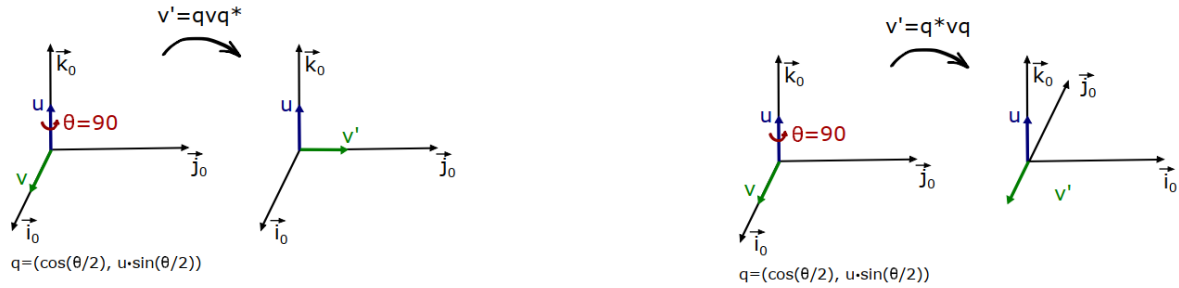 v'=qvq*
k₀
u
θ=90
v
j₀
i₀
q=(cos(θ/2), u•sin(θ/2))
k₀
u
v'
j₀
i₀
v'=q*vq
k₀
u
θ=90
v
j₀
i₀
q=(cos(θ/2), u•sin(θ/2))
k₀
j₀
u
v'
i₀